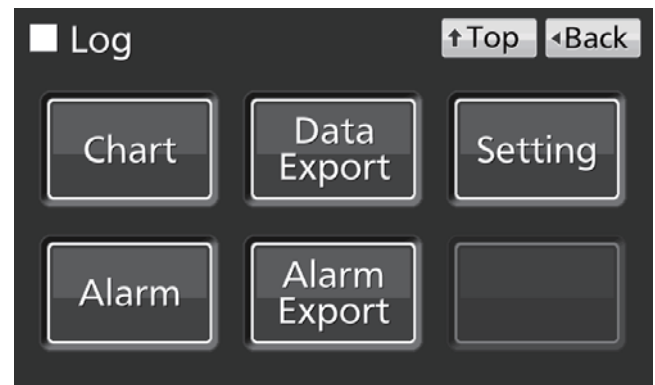 Log
↑Top
◂Back
Chart
Data
Export
Setting
Alarm
Alarm
Export